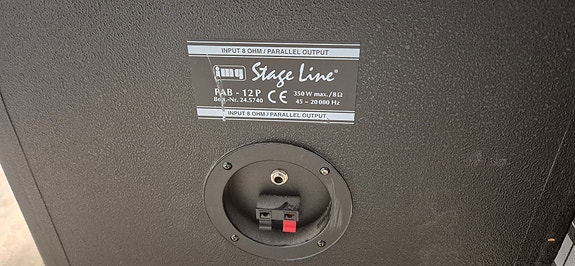 INPUT 8 OHM / PARALLEL OUTPUT
img Stage Line®
PAB - 12 P CE 350 W max./8Ω
Best.-Nr. 24.5740 45 – 20 000 Hz
INPUT 8 OHM / PARALLEL OUTPUT